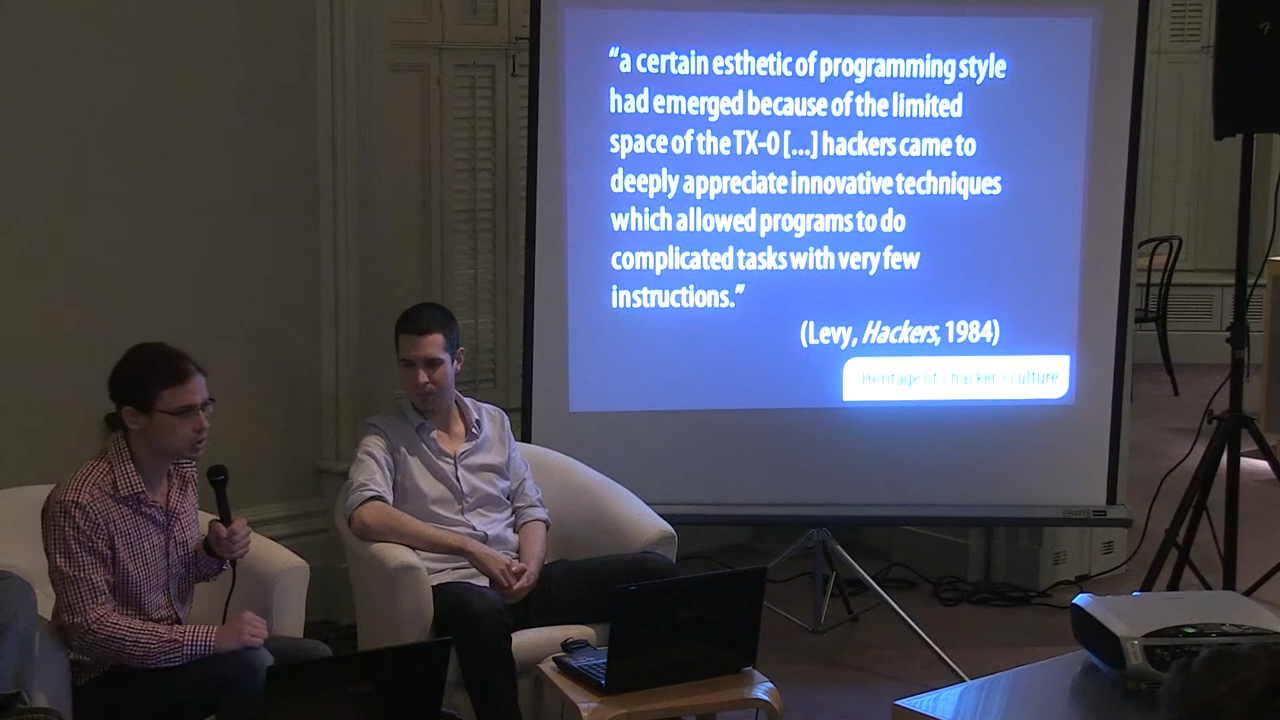 “a certain esthetic of programming style
had emerged because of the limited
space of the TX-0 [...] hackers came to
deeply appreciate innovative techniques
which allowed programs to do
complicated tasks with very few
instructions.”
(Levy, Hackers, 1984)
Heritage of « hacker » culture